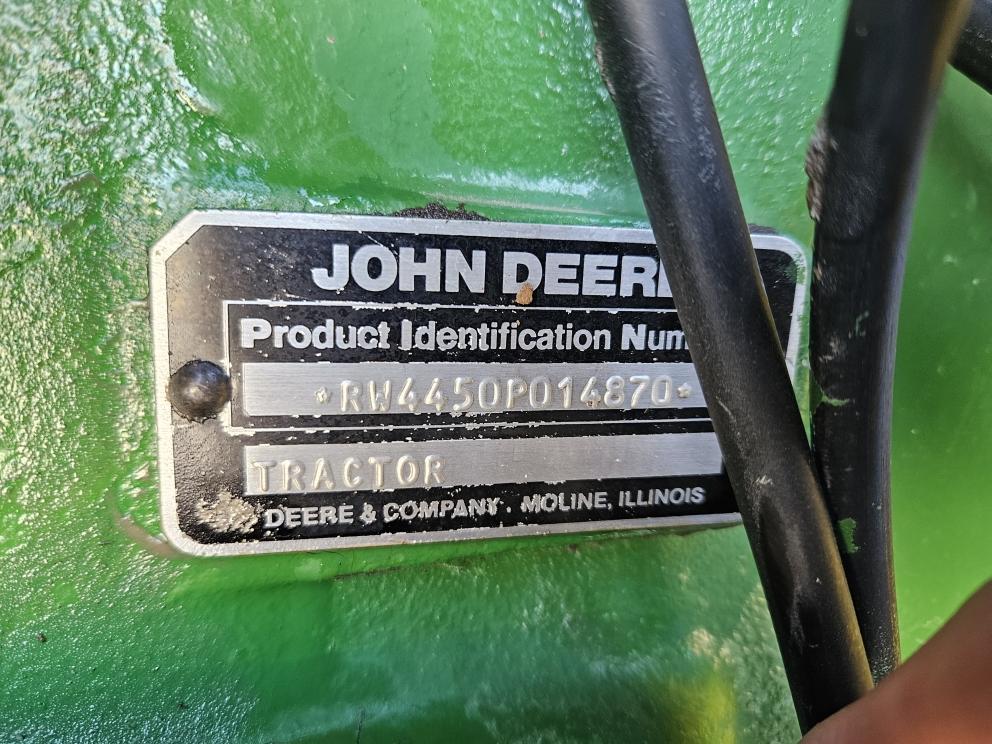 JOHN DEERE
Product Identification Num
*RW4450P014870*
TRACTOR
DEERE & COMPANY . MOLINE, ILLINOIS